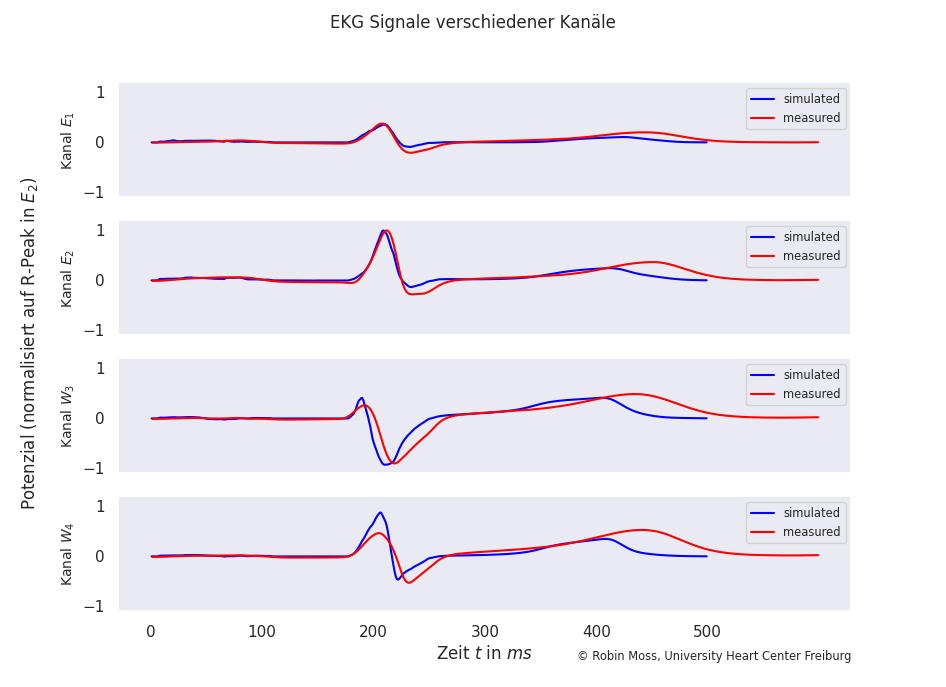 EKG Signale verschiedener Kanäle
Potenzial (normalisiert auf R-Peak in E₂)
Kanal E₁
1
0
−1
simulated
measured
Kanal E₂
1
0
−1
simulated
measured
Kanal W₃
1
0
−1
simulated
measured
Kanal W₄
1
0
−1
simulated
measured
0 100 200 300 400 500
Zeit t in ms
© Robin Moss, University Heart Center Freiburg